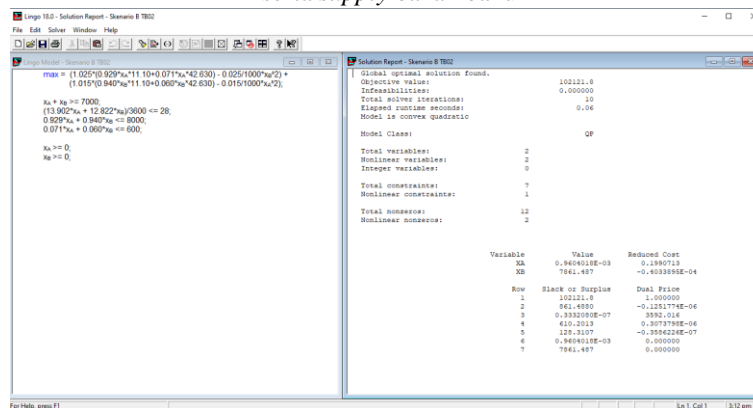 Lingo 18.0 - Solution Report - Skenario B TB02
File Edit Solver Window Help
Lingo Model - Skenario B TB02
max = (1.025*(0.929*xA*11.10+0.071*xA*42.630) - 0.025/1000*xA^2) +
(1.015*(0.940*xB*11.10+0.060*xB*42.630) - 0.015/1000*xA^2);
xA + xB >= 7000;
(13.902*xA + 12.822*xB)/3600 <= 28;
0.929*xA + 0.940*xB <= 8000;
0.071*xA + 0.060*xB <= 600;
xA >= 0;
xB >= 0;
Solution Report - Skenario B TB02
Global optimal solution found.
Objective value: 102121.8
Infeasibilities: 0.000000
Total solver iterations: 10
Elapsed runtime seconds: 0.06
Model is convex quadratic
Model Class: QP
Total variables: 2
Nonlinear variables: 2
Integer variables: 0
Total constraints: 7
Nonlinear constraints: 1
Total nonzeros: 12
Nonlinear nonzeros: 2
Variable Value Reduced Cost
XA 0.9604018E-03 0.1990713
XB 7861.487 -0.4033895E-04
Row Slack or Surplus Dual Price
1 102121.8 1.000000
2 861.4880 -0.1251774E-06
3 0.3332080E-07 3592.016
4 610.2013 0.3073798E-06
5 128.3107 -0.3586226E-07
6 0.9604018E-03 0.000000
7 7861.487 0.000000
For Help, press F1
Ln 1, Col 1 3:12 pm